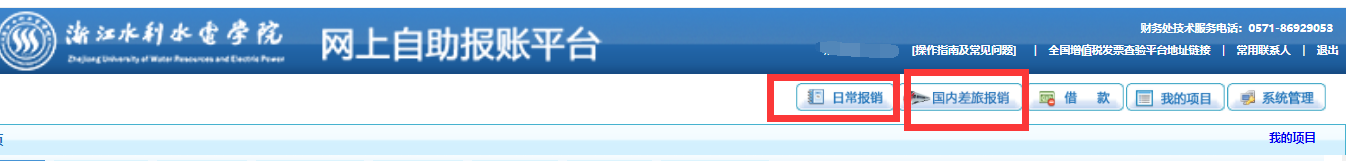 浙江水利水电学院
Zhejiang University of Water Resources and Electric Power
网上自助报账平台
财务处技术服务电话：0571-86929053
[操作指南及常见问题] | 全国增值税发票查验平台地址链接 | 常用联系人 | 退出
日常报销 国内差旅报销 借 款 我的项目 系统管理
我的项目